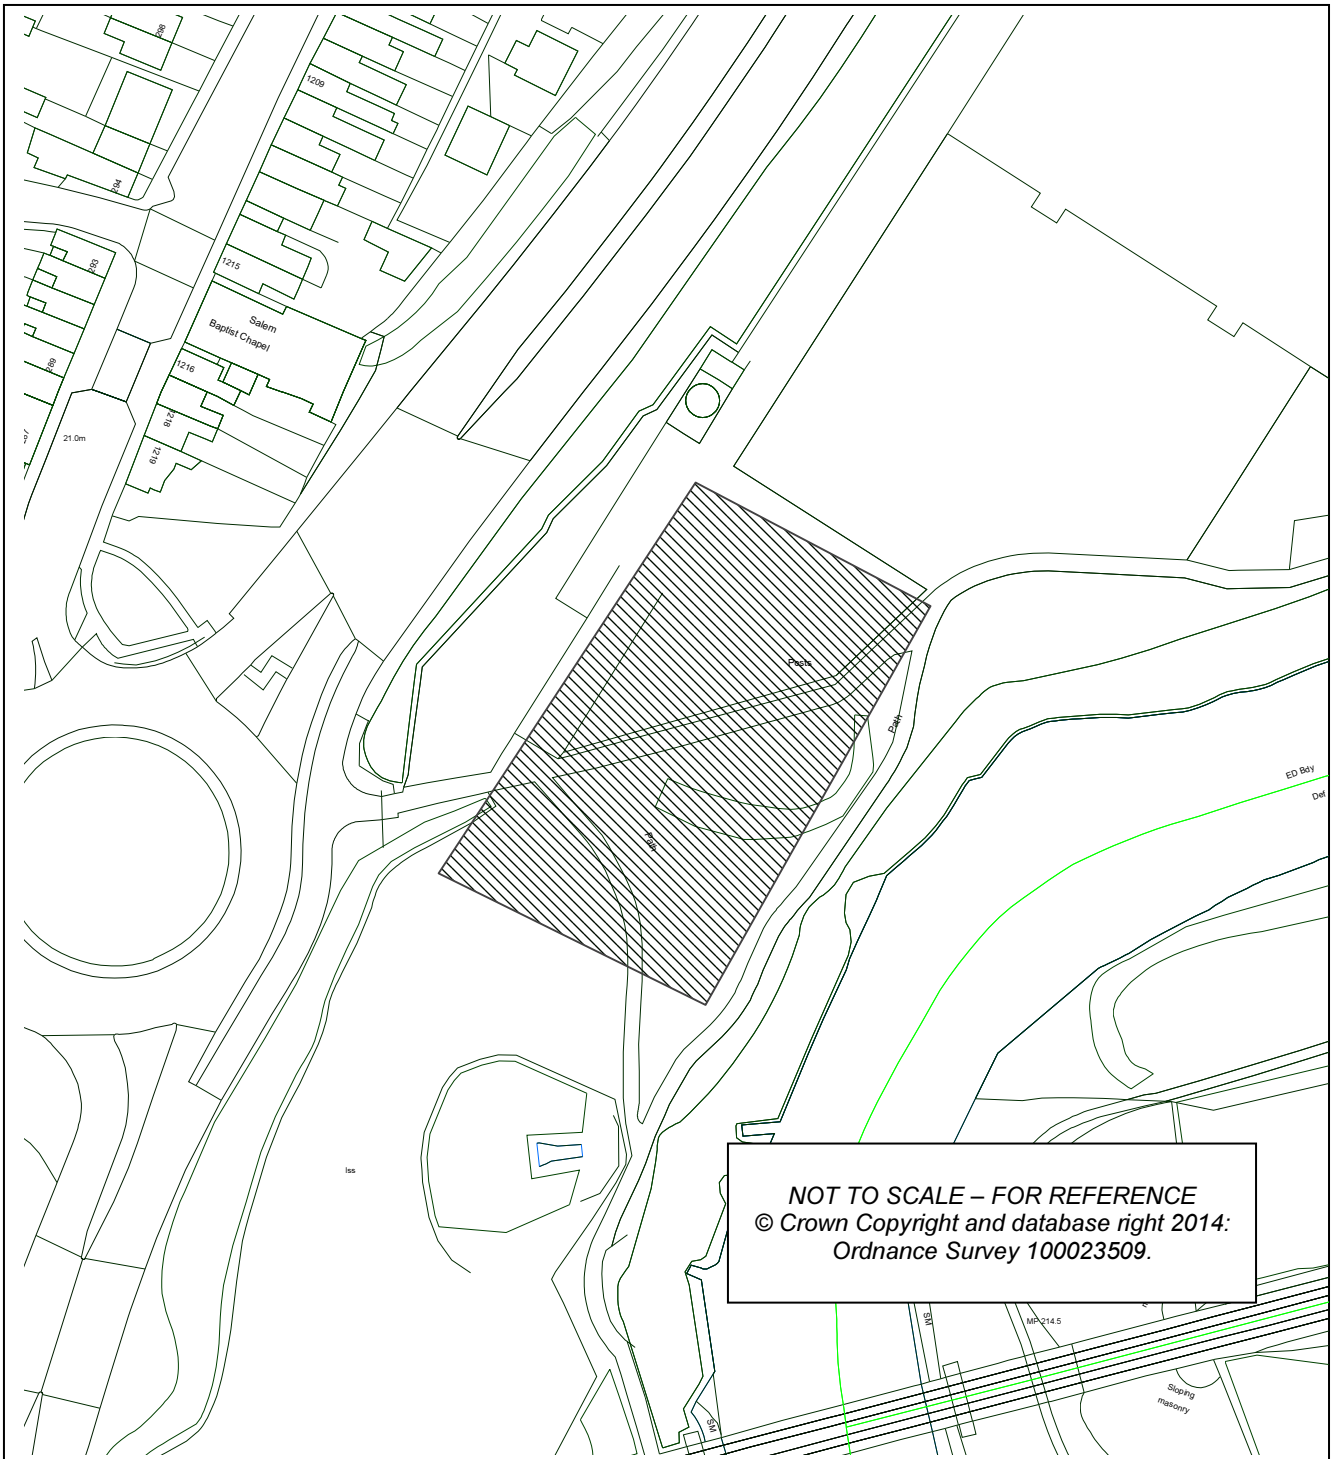 298
1209
294
1215
293
Salem
Baptist Chapel
1216
289
1218
21.0m
1219
Posts
Path
ED Bdy
Def
Path
Iss
NOT TO SCALE – FOR REFERENCE
© Crown Copyright and database right 2014:
Ordnance Survey 100023509.
SM
MP 214.5
Sloping
masonry
SM